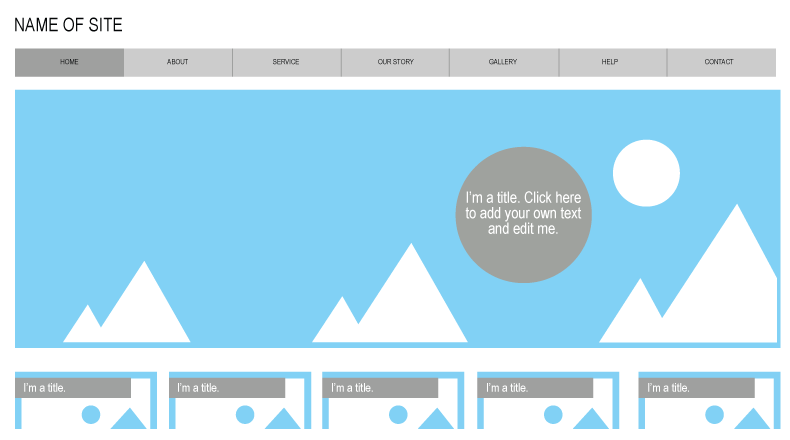 NAME OF SITE
HOME
ABOUT
SERVICE
OUR STORY
GALLERY
HELP
CONTACT
I'm a title. Click here
to add your own text
and edit me.
I'm a title.
I'm a title.
I'm a title.
I'm a title.
I'm a title.